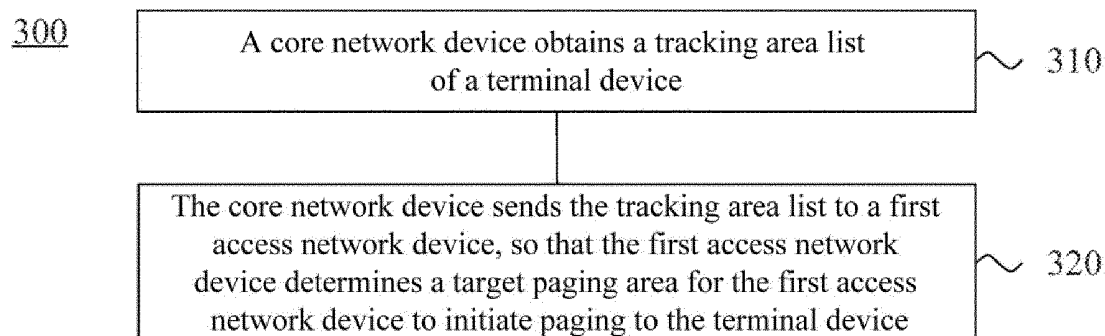 300
A core network device obtains a tracking area list
of a terminal device
310
The core network device sends the tracking area list to a first
access network device, so that the first access network
device determines a target paging area for the first access
network device to initiate paging to the terminal device
320